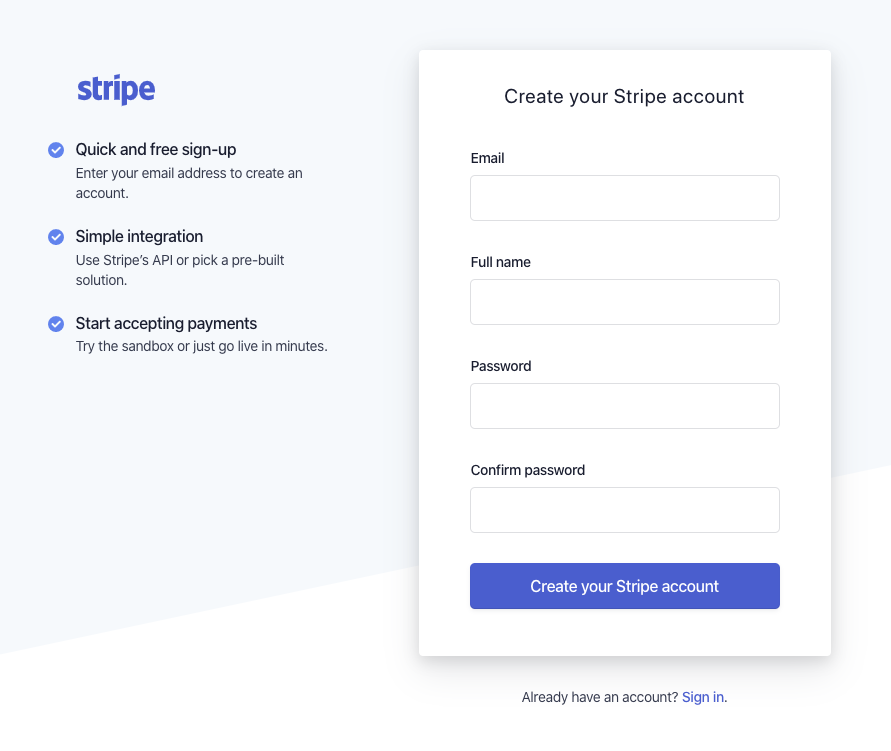 stripe
Quick and free sign-up
Enter your email address to create an
account.
Simple integration
Use Stripe’s API or pick a pre-built
solution.
Start accepting payments
Try the sandbox or just go live in minutes.
Create your Stripe account
Email
Full name
Password
Confirm password
Create your Stripe account
Already have an account? Sign in.